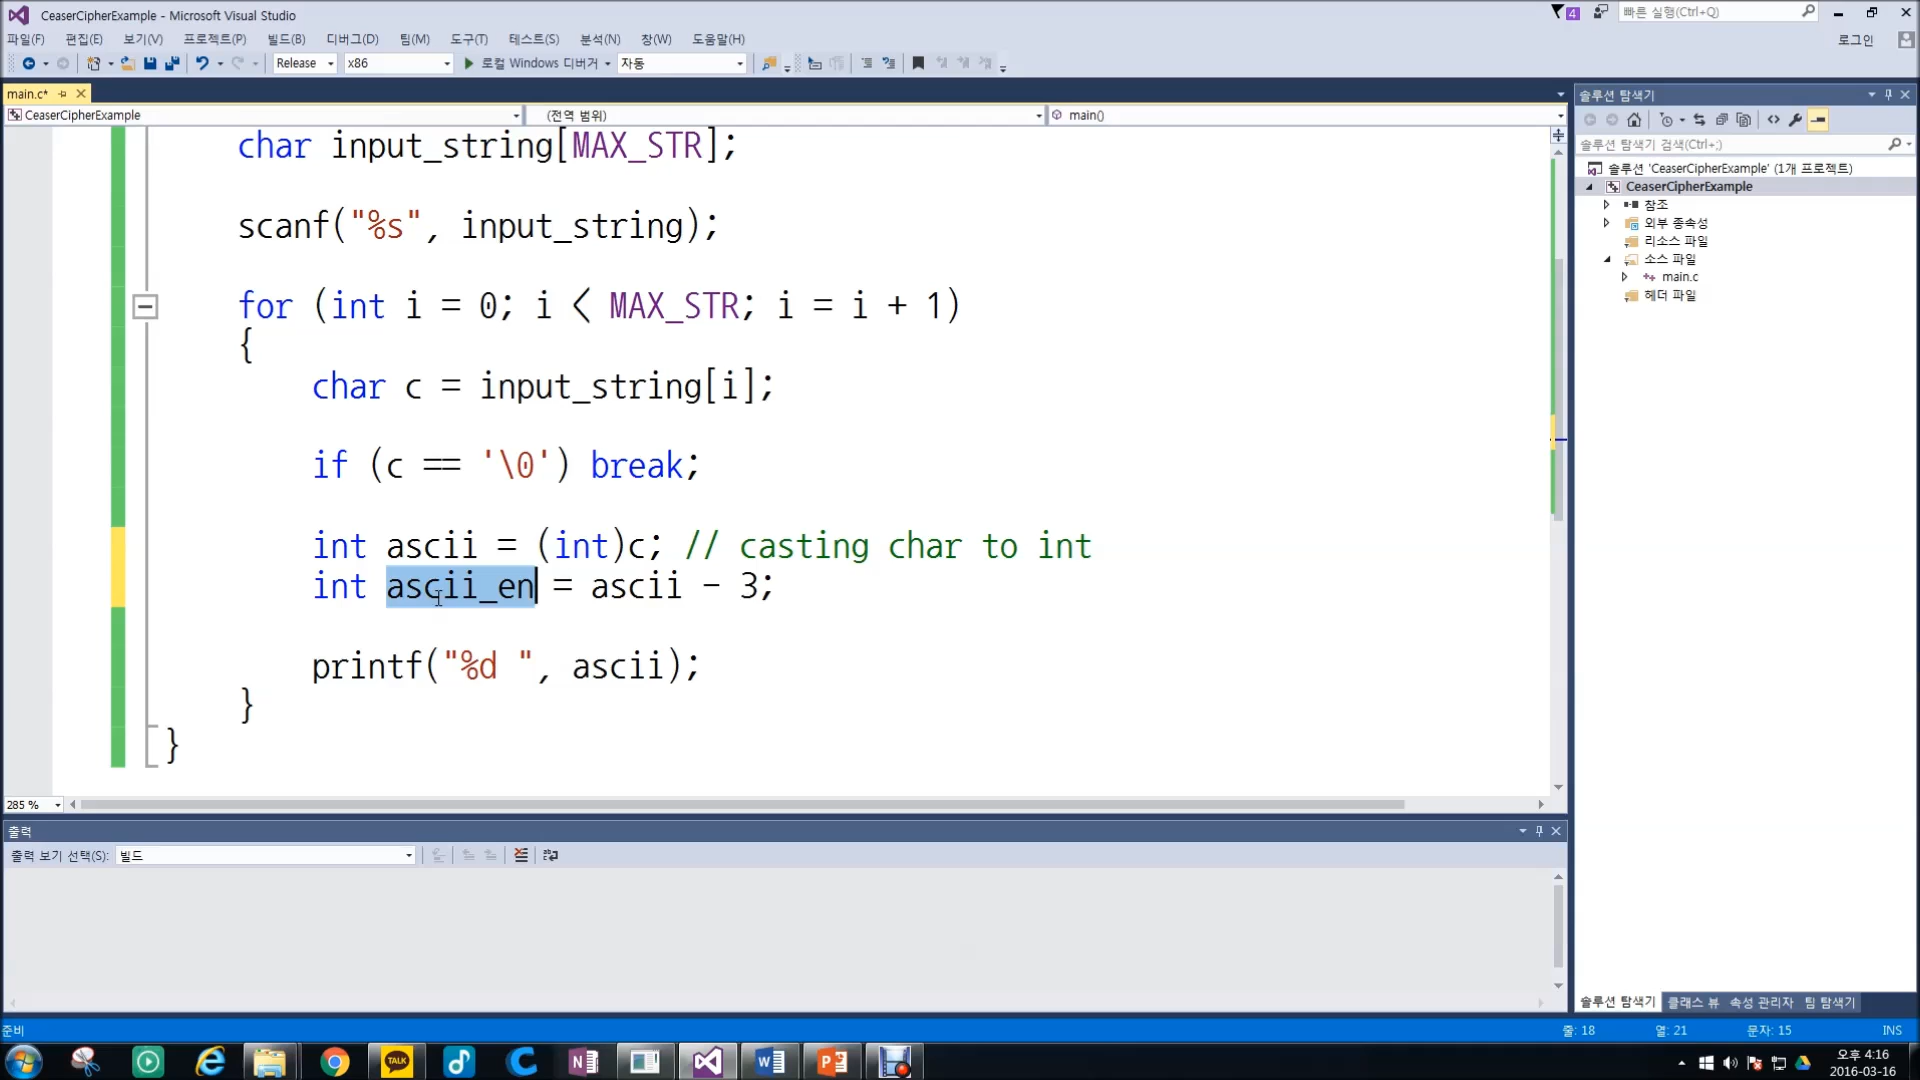 CeaserCipherExample - Microsoft Visual Studio
4
빠른 실행(Ctrl+Q)
파일(F) 편집(E) 보기(V) 프로젝트(P) 빌드(B) 디버그(D) 팀(M) 도구(T) 테스트(S) 분석(N) 창(W) 도움말(H)
로그인
Release x86 로컬 Windows 디버거 자동
main.c*
CeaserCipherExample (전역 범위) main()
char input_string[MAX_STR];
scanf("%s", input_string);
for (int i = 0; i < MAX_STR; i = i + 1)
{
char c = input_string[i];
if (c == '\0') break;
int ascii = (int)c; // casting char to int
int ascii_en = ascii - 3;
printf("%d ", ascii);
}
}
285 %
출력
출력 보기 선택(S): 빌드
솔루션 탐색기
솔루션 탐색기 검색(Ctrl+;)
솔루션 'CeaserCipherExample' (1개 프로젝트)
CeaserCipherExample
참조
외부 종속성
리소스 파일
소스 파일
main.c
헤더 파일
솔루션 탐색기 클래스 뷰 속성 관리자 팀 탐색기
준비
줄: 18 열: 21 문자: 15 INS
TALK
오후 4:16
2016-03-16